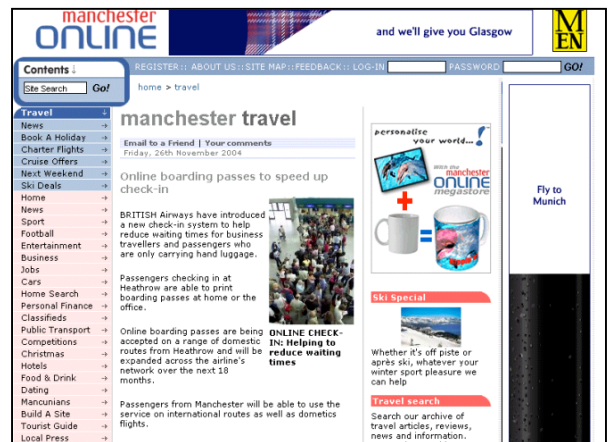 manchester
ONLINE
and we'll give you Glasgow
M
EN
Contents ↓
Site Search Go!
REGISTER:: ABOUT US::SITE MAP::FEEDBACK:: LOG-IN PASSWORD GO!
home > travel
Travel
News
Book A Holiday
Charter Flights
Cruise Offers
Next Weekend
Ski Deals
Home
News
Sport
Football
Entertainment
Business
Jobs
Cars
Home Search
Personal Finance
Classifieds
Public Transport
Competitions
Christmas
Hotels
Food & Drink
Dating
Mancunians
Build A Site
Tourist Guide
Local Press
manchester travel
Email to a Friend | Your comments
Friday, 26th November 2004
Online boarding passes to speed up
check-in
BRITISH Airways have introduced
a new check-in system to help
reduce waiting times for business
travellers and passengers who
are only carrying hand luggage.
Passengers checking in at
Heathrow are able to print
boarding passes at home or the
office.
Online boarding passes are being
accepted on a range of domestic
routes from Heathrow and will be
expanded across the airline's
network over the next 18
months.
ONLINE CHECK-
IN: Helping to
reduce waiting
times
Passengers from Manchester will be able to use the
service on international routes as well as dometics
flights.
personalise
your world...!
With the
manchester
ONLINE
megastore
Ski Special
Whether it's off piste or
après ski, whatever your
winter sport pleasure we
can help
Travel search
Search our archive of
travel articles, reviews,
news and information.
Fly to
Munich